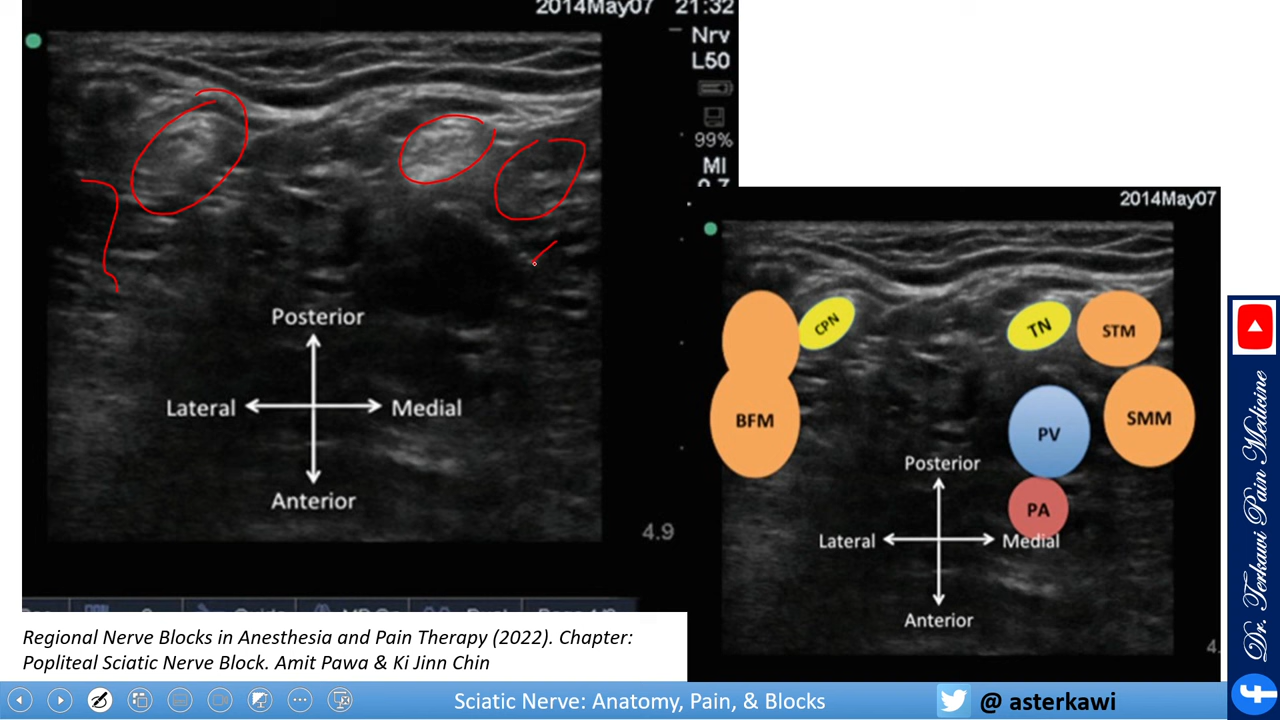 2014May07 21:32
Nrv
L50
99%
MI
Posterior
Lateral
Medial
Anterior
4.9
2014May07
CPN
TN
STM
BFM
SMM
PV
PA
Posterior
Lateral
Medial
Anterior
4.
Regional Nerve Blocks in Anesthesia and Pain Therapy (2022). Chapter:
Popliteal Sciatic Nerve Block. Amit Pawa & Ki Jinn Chin
Sciatic Nerve: Anatomy, Pain, & Blocks
@ asterkawi
Dr. Terkawi Pain Medicine